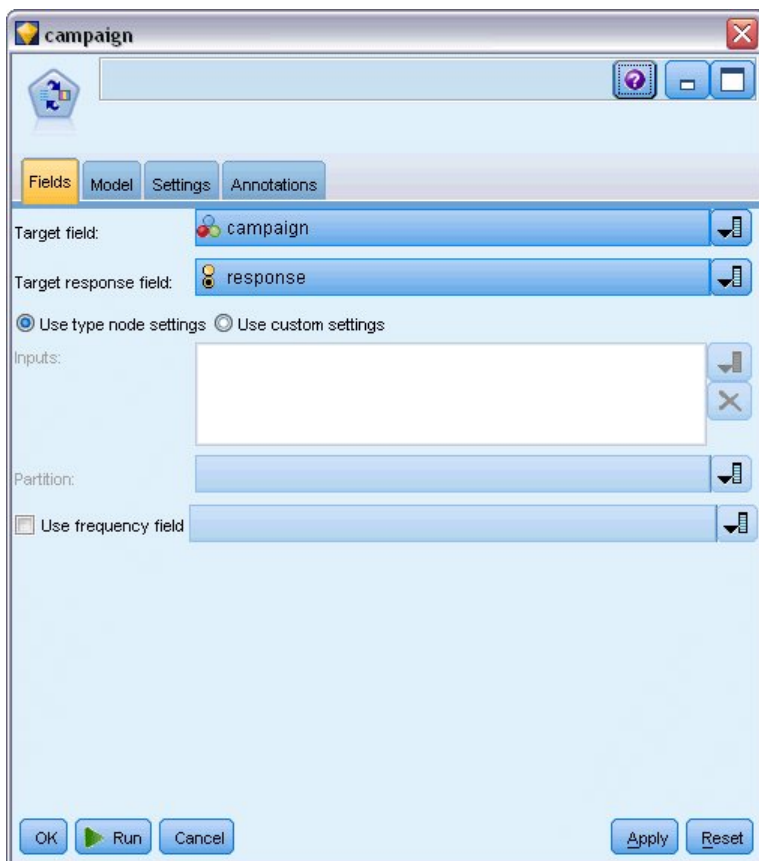 campaign
Fields Model Settings Annotations
Target field: campaign
Target response field: response
Use type node settings Use custom settings
Inputs:
Partition:
Use frequency field
OK Run Cancel Apply Reset